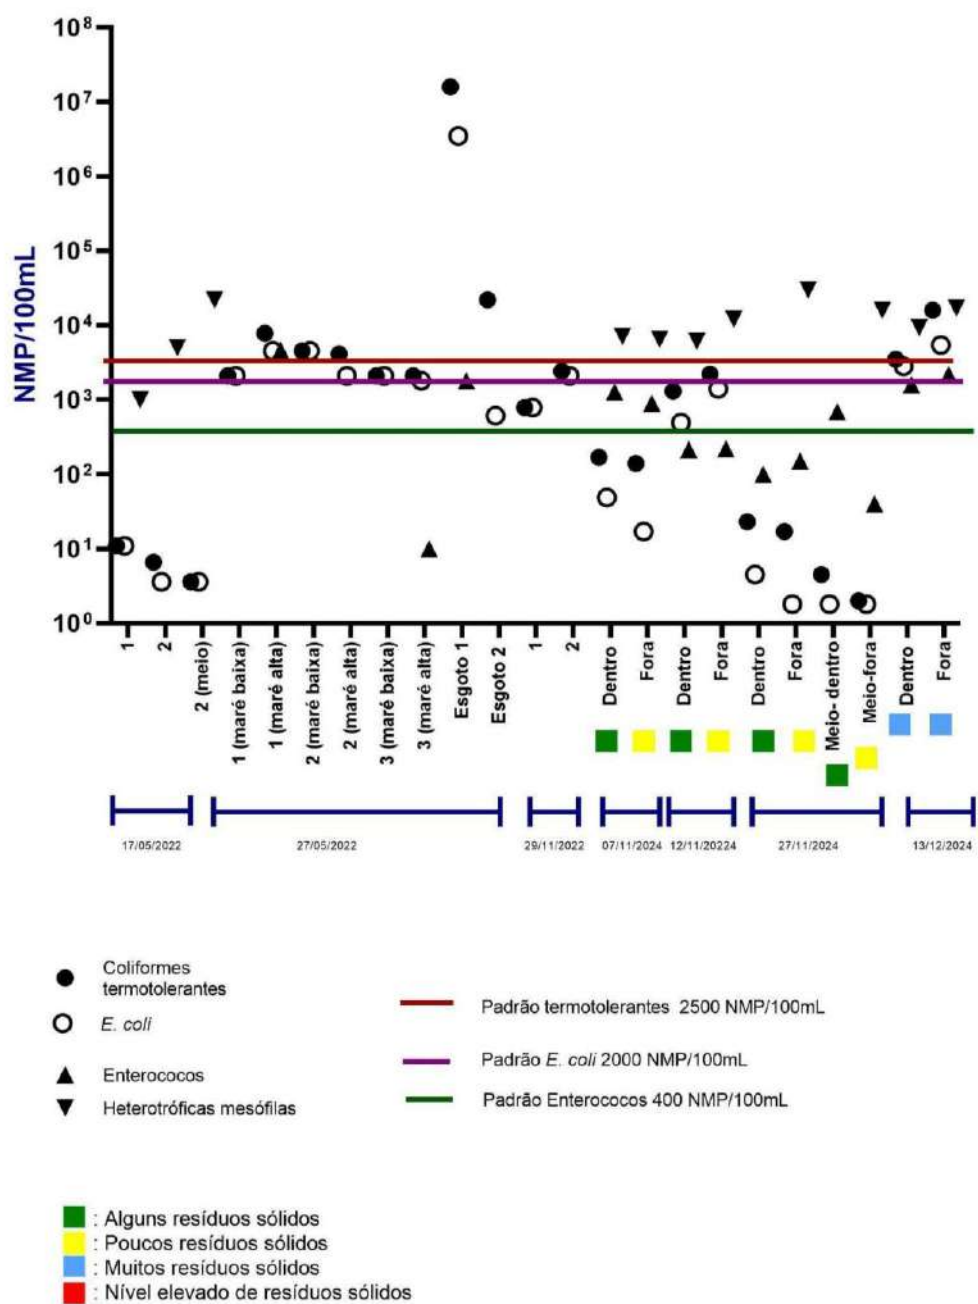 10⁸
10⁷
10⁶
10⁵
10⁴
10³
10²
10¹
10⁰
NMP/100mL
1
2
2 (meio)
1 (maré baixa)
1 (maré alta)
2 (maré baixa)
2 (maré alta)
3 (maré baixa)
3 (maré alta)
Esgoto 1
Esgoto 2
1
2
Dentro
Fora
Dentro
Fora
Dentro
Fora
Meio- dentro
Meio-fora
Dentro
Fora
17/05/2022
27/05/2022
29/11/2022
07/11/2024
12/11/20224
27/11/2024
13/12/2024
Coliformes
termotolerantes
E. coli
Enterococos
Heterotróficas mesófilas
Padrão termotolerantes 2500 NMP/100mL
Padrão E. coli 2000 NMP/100mL
Padrão Enterococos 400 NMP/100mL
: Alguns resíduos sólidos
: Poucos resíduos sólidos
: Muitos resíduos sólidos
: Nível elevado de resíduos sólidos